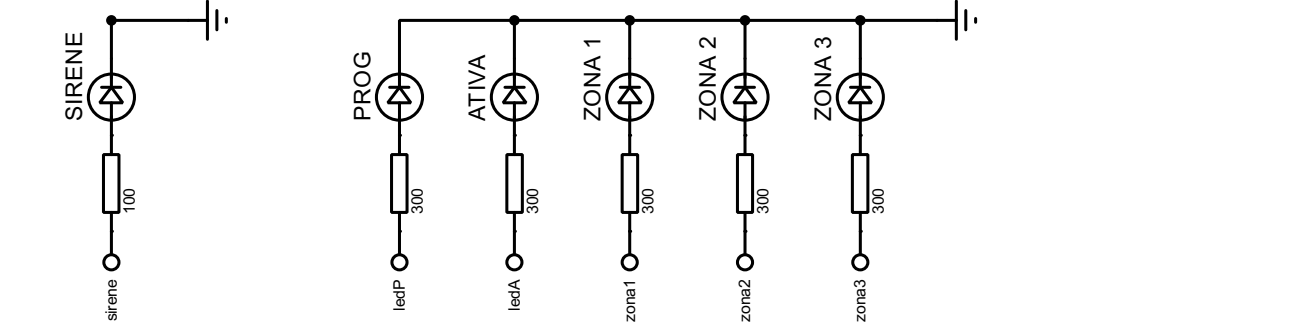 SIRENE
PROG
ATIVA
ZONA 1
ZONA 2
ZONA 3
100
300
300
300
300
300
sirene
ledP
ledA
zona1
zona2
zona3